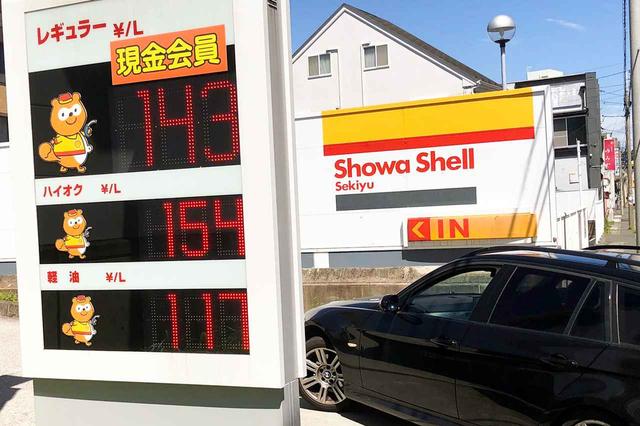 レギュラー ¥/L
現金会員
143
ハイオク ¥/L
154
軽油 ¥/L
117
Showa Shell
Sekiyu
< IN